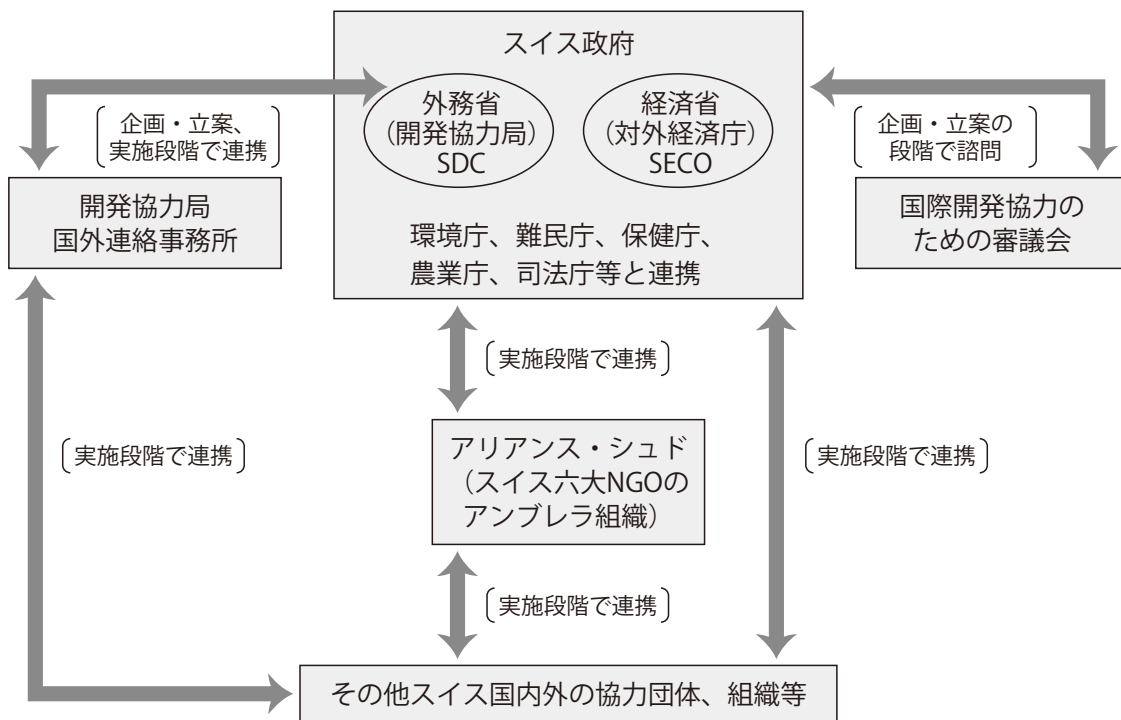 スイス政府
外務省
（開発協力局）
SDC
経済省
（対外経済庁）
SECO
環境庁、難民庁、保健庁、
農業庁、司法庁等と連携
企画・立案、
実施段階で連携
企画・立案の
段階で諮問
開発協力局
国外連絡事務所
国際開発協力の
ための審議会
実施段階で連携
アリアンス・シュド
（スイス六大NGOの
アンブレラ組織）
実施段階で連携
実施段階で連携
実施段階で連携
その他スイス国内外の協力団体、組織等